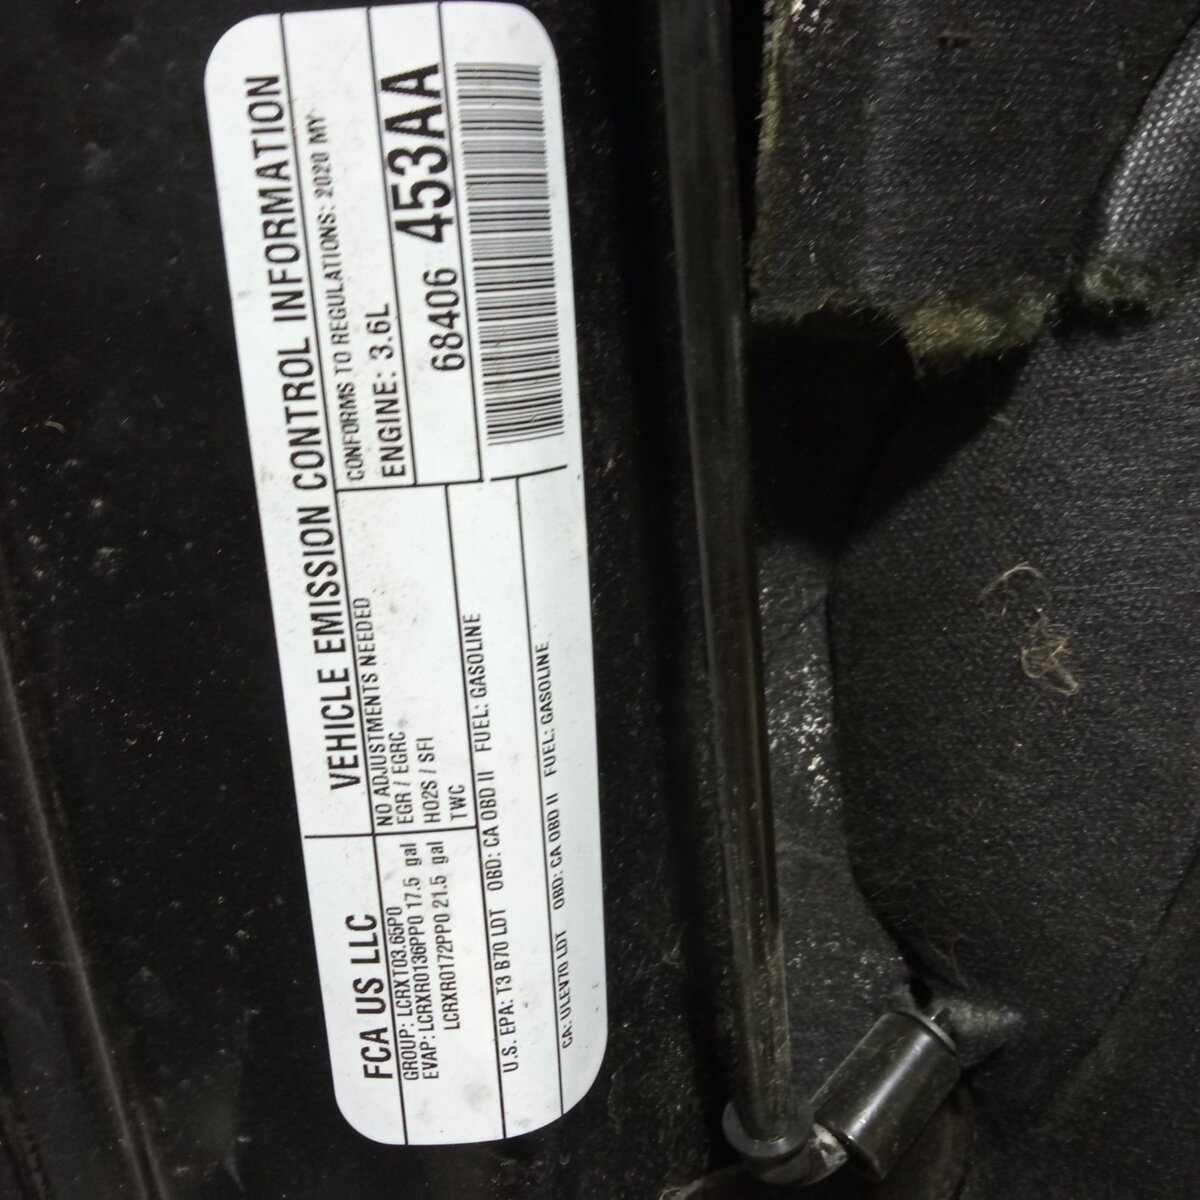 FCA US LLC
GROUP: LCRXT03.65P0
EVAP: LCRXR0136PP0 17.5 gal
LCRXR0172PP0 21.5 gal
VEHICLE EMISSION CONTROL INFORMATION
NO ADJUSTMENTS NEEDED
EGR / EGRC
HO2S / SFI
TWC
CONFORMS TO REGULATIONS: 2020 MY
ENGINE: 3.6L
68406 453AA
U.S. EPA: T3 B70 LDT OBD: CA OBD II FUEL: GASOLINE
CA: ULEV70 LDT OBD: CA OBD II FUEL: GASOLINE